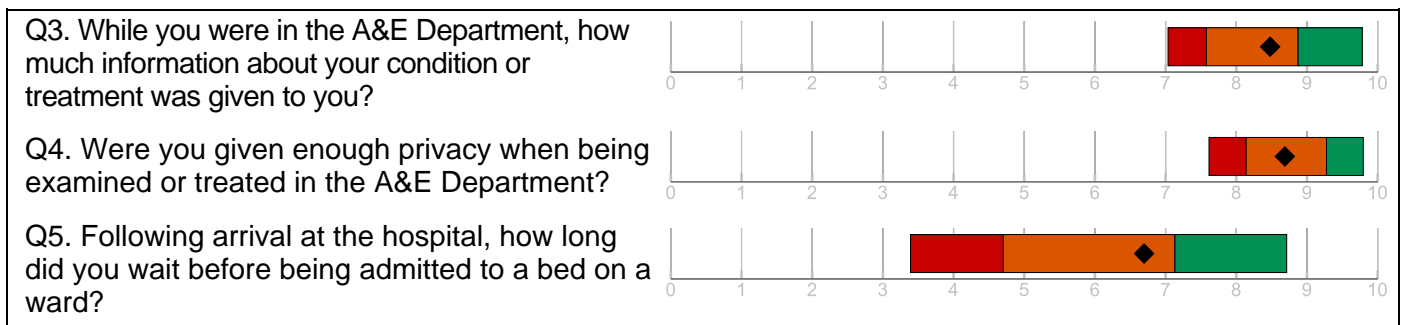 Q3. While you were in the A&E Department, how
much information about your condition or
treatment was given to you?
0 1 2 3 4 5 6 7 8 9 10
Q4. Were you given enough privacy when being
examined or treated in the A&E Department?
0 1 2 3 4 5 6 7 8 9 10
Q5. Following arrival at the hospital, how long
did you wait before being admitted to a bed on a
ward?
0 1 2 3 4 5 6 7 8 9 10